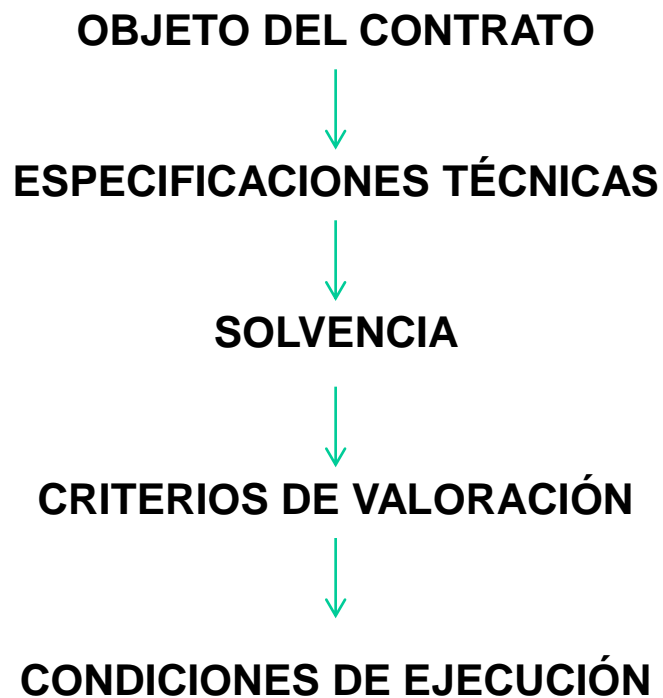 OBJETO DEL CONTRATO
ESPECIFICACIONES TÉCNICAS
SOLVENCIA
CRITERIOS DE VALORACIÓN
CONDICIONES DE EJECUCIÓN